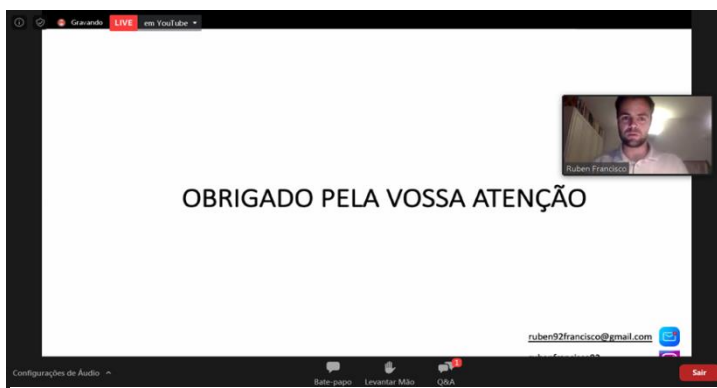 Gravando LIVE em YouTube
Ruben Francisco
OBRIGADO PELA VOSSA ATENÇÃO
ruben92francisco@gmail.com
Configurações de Áudio
Bate-papo
Levantar Mão
1
Q&A
Sair